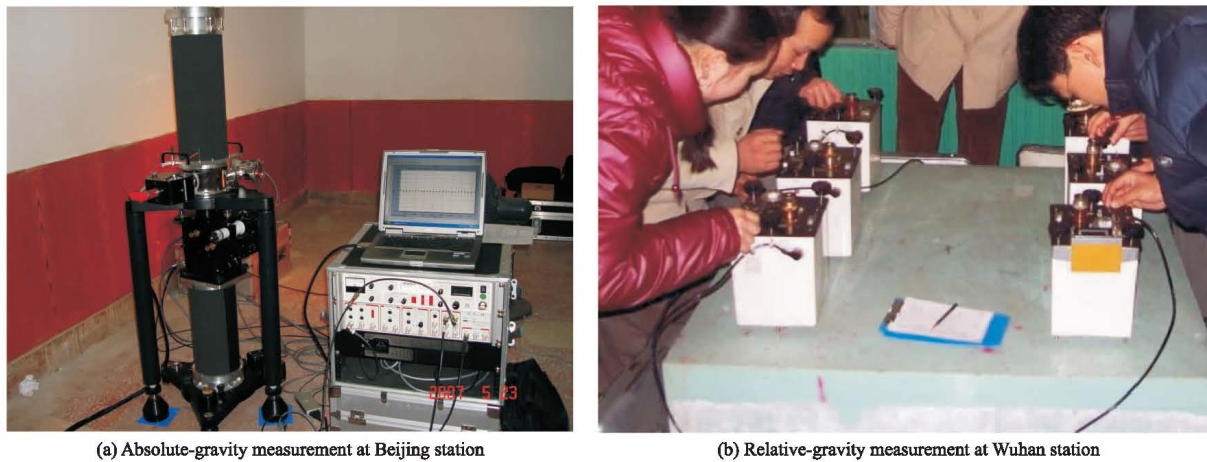 2007 5 23
(a) Absolute-gravity measurement at Beijing station
(b) Relative-gravity measurement at Wuhan station